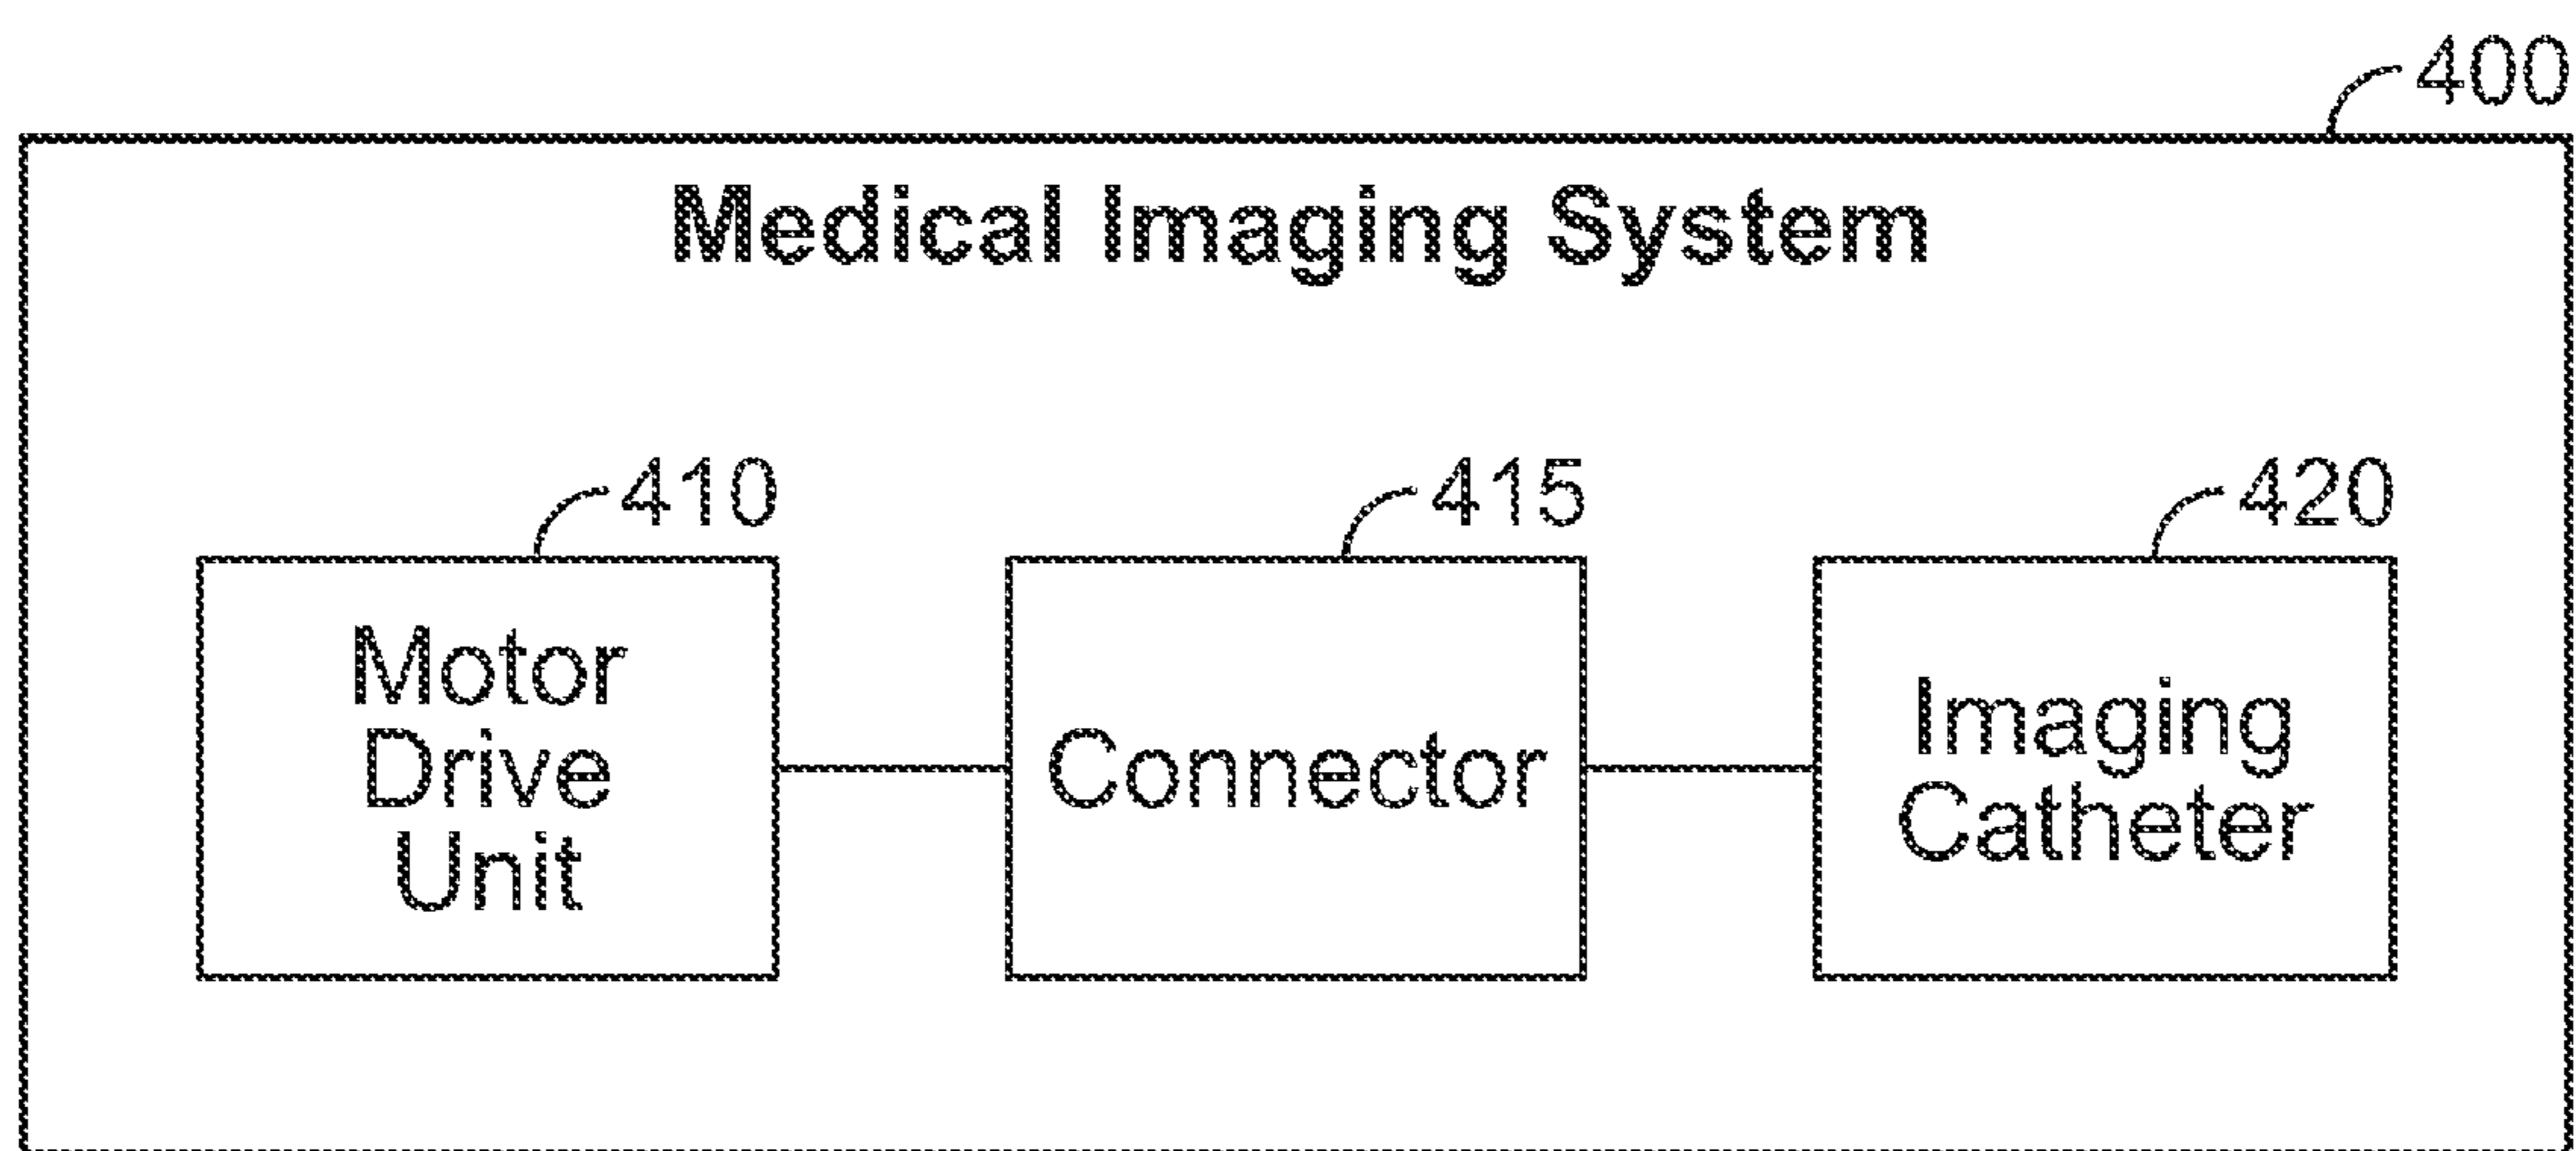 400
Medical Imaging System
410
415
420
Motor
Drive
Unit
Connector
Imaging
Catheter